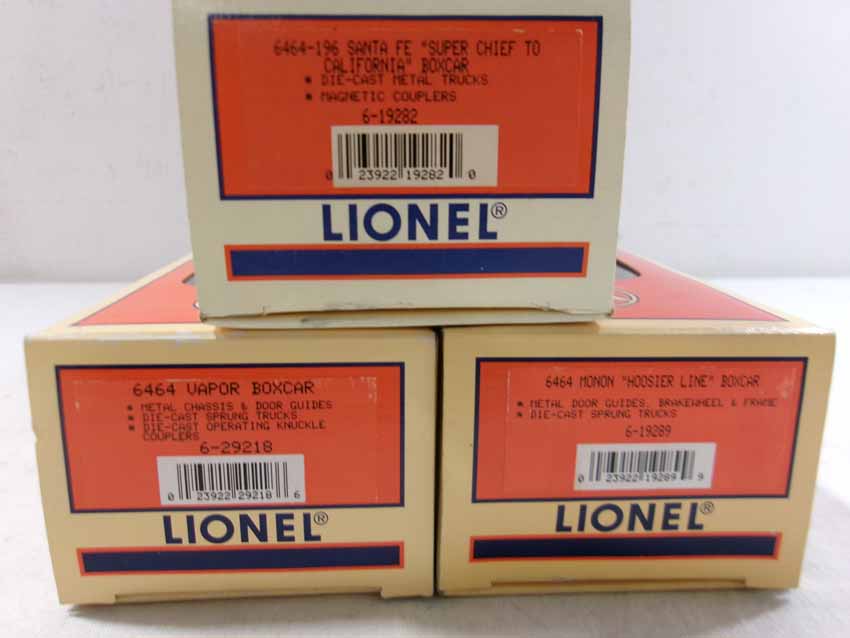 6464-196 SANTA FE "SUPER CHIEF TO
CALIFORNIA" BOXCAR
* DIE-CAST METAL TRUCKS
* MAGNETIC COUPLERS
6-19282
0 23922 19282 0
LIONEL®
6464 VAPOR BOXCAR
* METAL CHASSIS & DOOR GUIDES
* DIE-CAST SPRUNG TRUCKS
* DIE-CAST OPERATING KNUCKLE
COUPLERS
6-29218
0 23922 29218 6
LIONEL®
6464 MONON "HOOSIER LINE" BOXCAR
* METAL DOOR GUIDES, BRAKEWHEEL & FRAME
* DIE-CAST SPRUNG TRUCKS
6-19289
0 23922 19289 9
LIONEL®